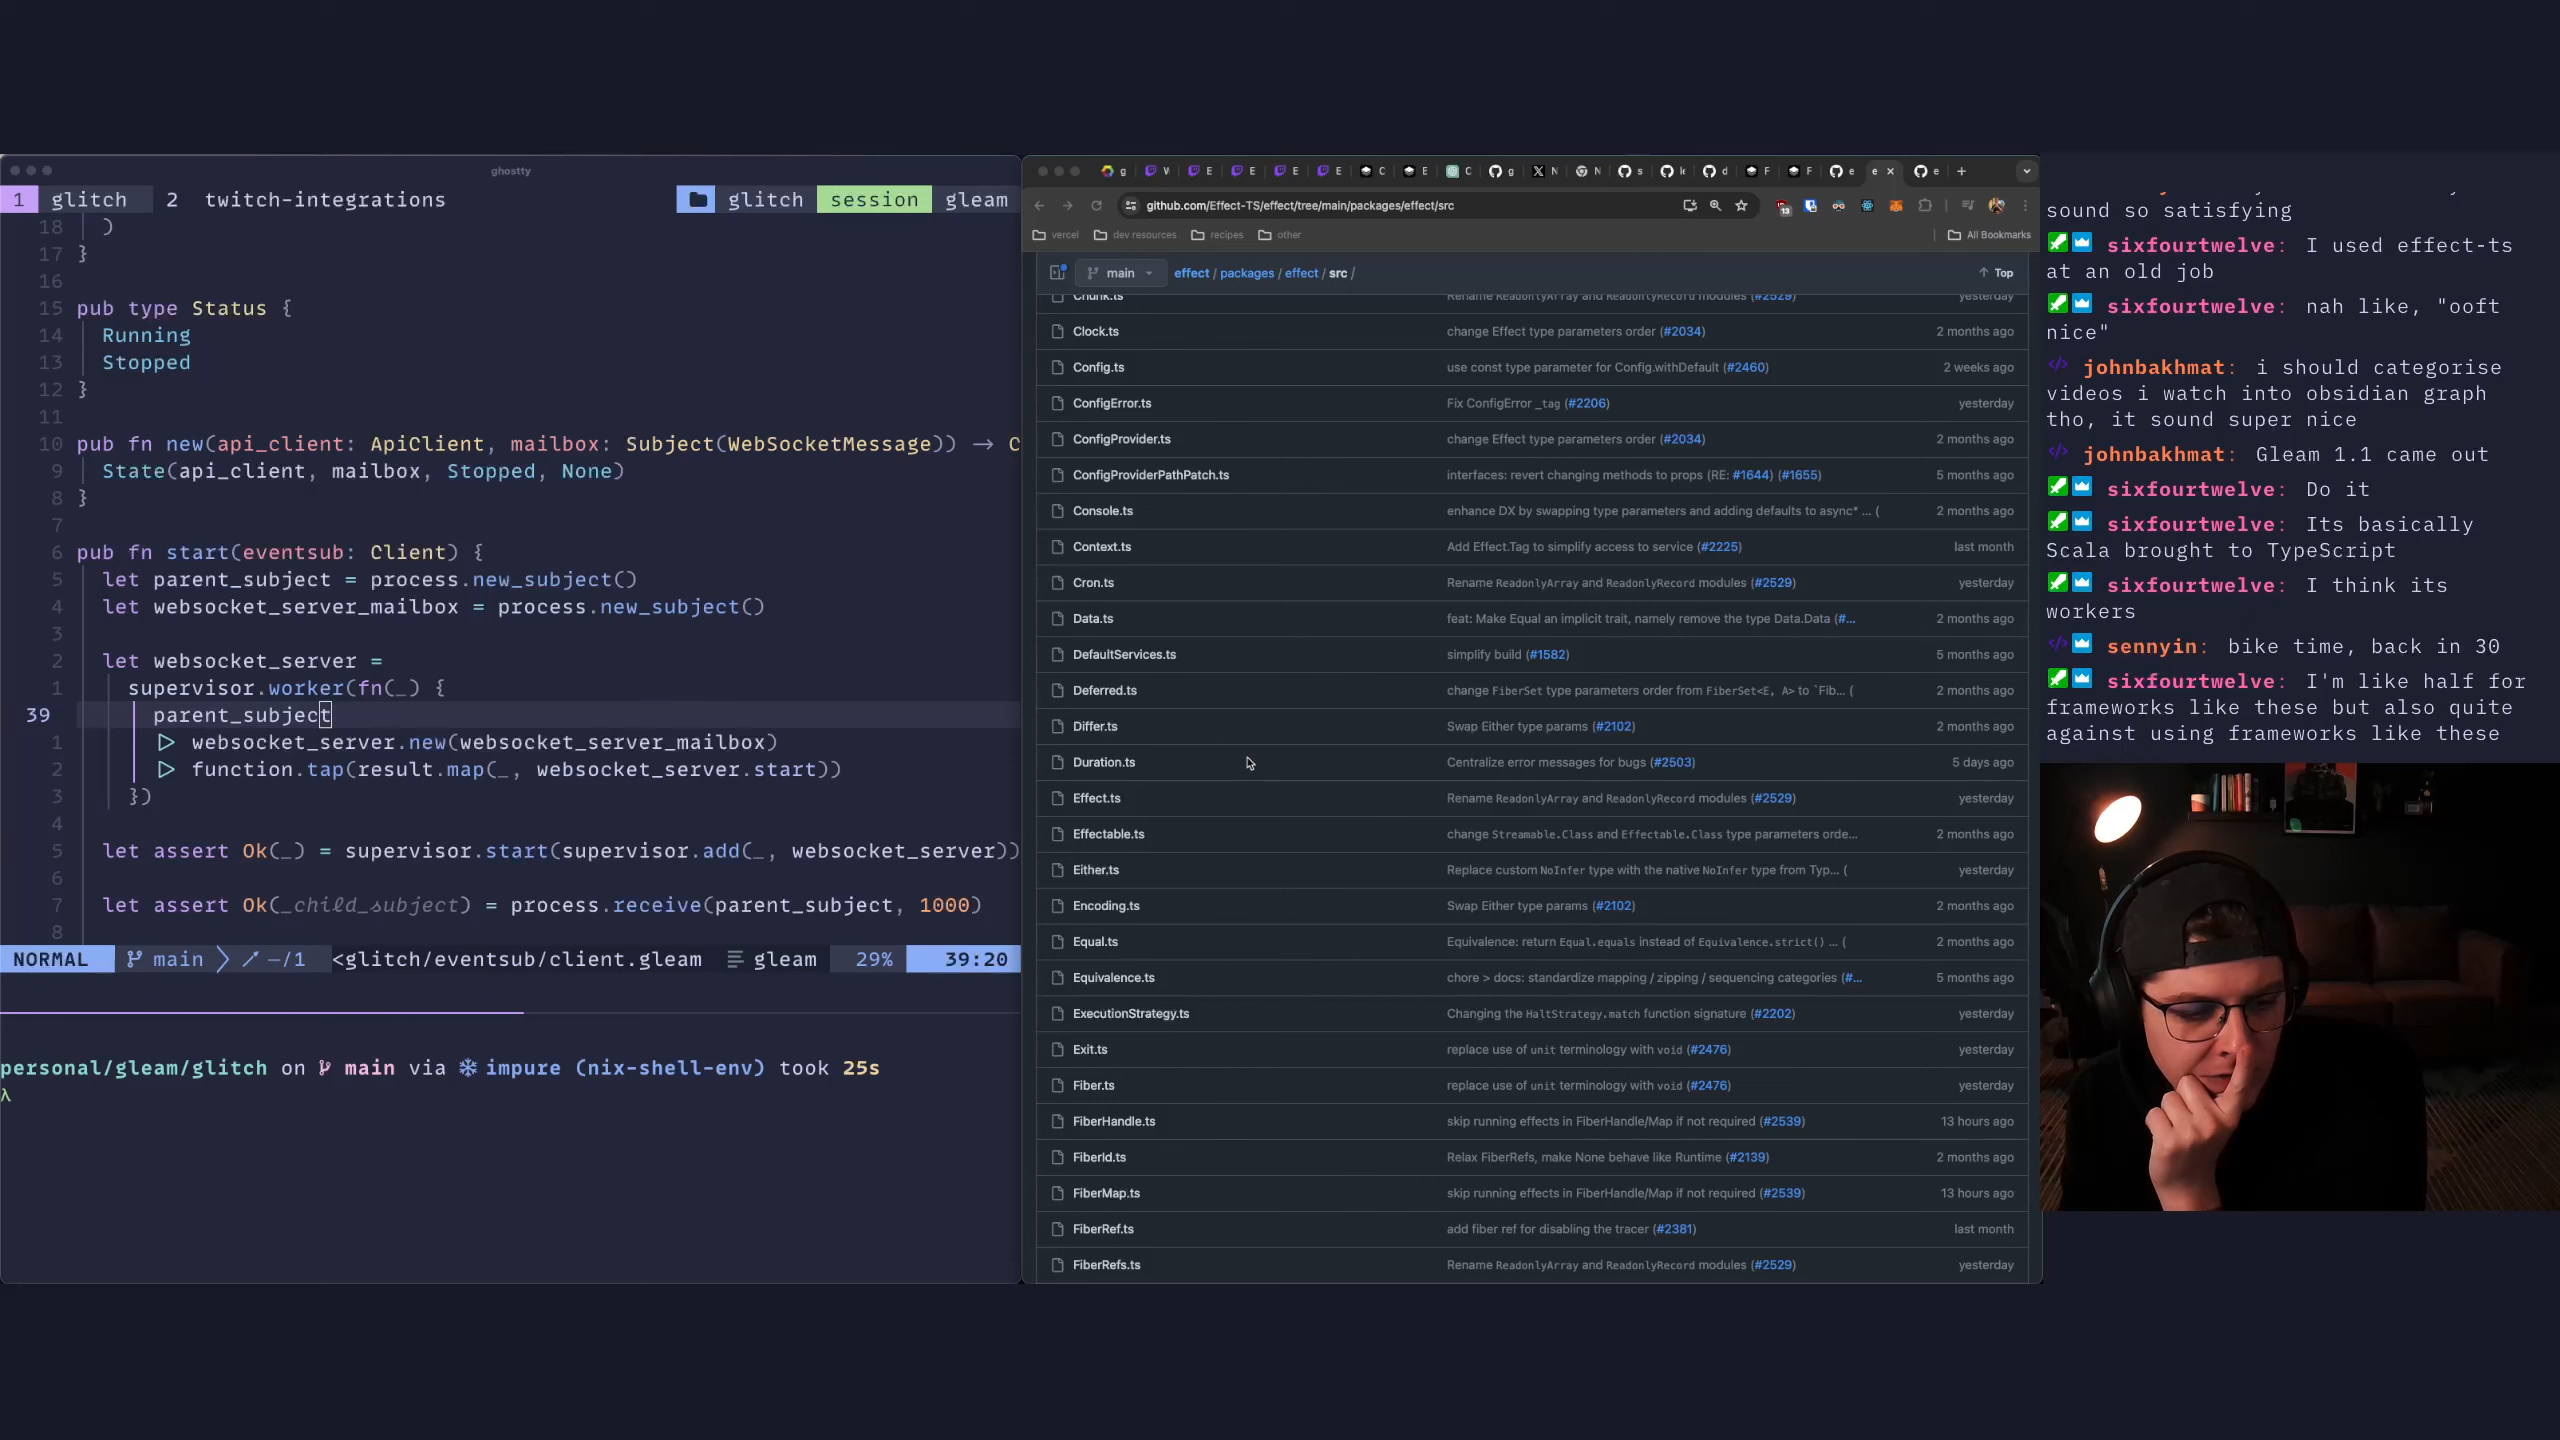 ghostty
1 glitch 2 twitch-integrations glitch session gleam
18 )
17 }
16
15 pub type Status {
14 Running
13 Stopped
12 }
11
10 pub fn new(api_client: ApiClient, mailbox: Subject(WebSocketMessage)) -> C
9 State(api_client, mailbox, Stopped, None)
8 }
7
6 pub fn start(eventsub: Client) {
5 let parent_subject = process.new_subject()
4 let websocket_server_mailbox = process.new_subject()
3
2 let websocket_server =
1 supervisor.worker(fn(_) {
39 parent_subject
1 |> websocket_server.new(websocket_server_mailbox)
2 |> function.tap(result.map(_, websocket_server.start))
3 })
4
5 let assert Ok(_) = supervisor.start(supervisor.add(_, websocket_server))
6
7 let assert Ok(_child_subject) = process.receive(parent_subject, 1000)
8
NORMAL main –/1 <glitch/eventsub/client.gleam gleam 29% 39:20
personal/gleam/glitch on main via impure (nix-shell-env) took 25s
λ
github.com/Effect-TS/effect/tree/main/packages/effect/src
vercel dev resources recipes other All Bookmarks
main effect / packages / effect / src / Top
Chunk.ts Rename ReadonlyArray and ReadonlyRecord modules (#2529) yesterday
Clock.ts change Effect type parameters order (#2034) 2 months ago
Config.ts use const type parameter for Config.withDefault (#2460) 2 weeks ago
ConfigError.ts Fix ConfigError _tag (#2206) yesterday
ConfigProvider.ts change Effect type parameters order (#2034) 2 months ago
ConfigProviderPathPatch.ts interfaces: revert changing methods to props (RE: #1644) (#1655) 5 months ago
Console.ts enhance DX by swapping type parameters and adding defaults to async* ... ( 2 months ago
Context.ts Add Effect.Tag to simplify access to service (#2225) last month
Cron.ts Rename ReadonlyArray and ReadonlyRecord modules (#2529) yesterday
Data.ts feat: Make Equal an implicit trait, namely remove the type Data.Data (#... 2 months ago
DefaultServices.ts simplify build (#1582) 5 months ago
Deferred.ts change FiberSet type parameters order from FiberSet<E, A> to `Fib... ( 2 months ago
Differ.ts Swap Either type params (#2102) 2 months ago
Duration.ts Centralize error messages for bugs (#2503) 5 days ago
Effect.ts Rename ReadonlyArray and ReadonlyRecord modules (#2529) yesterday
Effectable.ts change Streamable.Class and Effectable.Class type parameters orde... 2 months ago
Either.ts Replace custom NoInfer type with the native NoInfer type from Typ... ( yesterday
Encoding.ts Swap Either type params (#2102) 2 months ago
Equal.ts Equivalence: return Equal.equals instead of Equivalence.strict() ... ( 2 months ago
Equivalence.ts chore > docs: standardize mapping / zipping / sequencing categories (#... 5 months ago
ExecutionStrategy.ts Changing the HaltStrategy.match function signature (#2202) yesterday
Exit.ts replace use of unit terminology with void (#2476) yesterday
Fiber.ts replace use of unit terminology with void (#2476) yesterday
FiberHandle.ts skip running effects in FiberHandle/Map if not required (#2539) 13 hours ago
FiberId.ts Relax FiberRefs, make None behave like Runtime (#2139) 2 months ago
FiberMap.ts skip running effects in FiberHandle/Map if not required (#2539) 13 hours ago
FiberRef.ts add fiber ref for disabling the tracer (#2381) last month
FiberRefs.ts Rename ReadonlyArray and ReadonlyRecord modules (#2529) yesterday
sound so satisfying
sixfourtwelve: I used effect-ts
at an old job
sixfourtwelve: nah like, "ooft
nice"
johnbakhmat: i should categorise
videos i watch into obsidian graph
tho, it sound super nice
johnbakhmat: Gleam 1.1 came out
sixfourtwelve: Do it
sixfourtwelve: Its basically
Scala brought to TypeScript
sixfourtwelve: I think its
workers
sennyin: bike time, back in 30
sixfourtwelve: I'm like half for
frameworks like these but also quite
against using frameworks like these